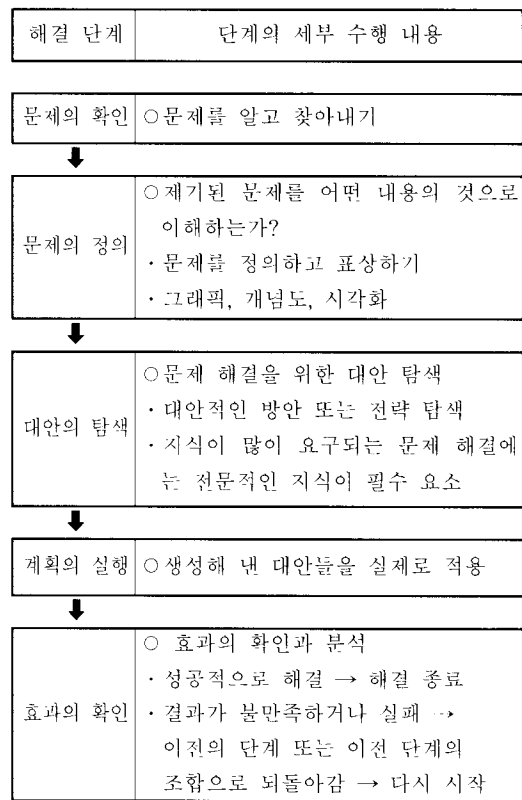 해결 단계 단계의 세부 수행 내용
문제의 확인 ○문제를 알고 찾아내기
⬇
문제의 정의
○제기된 문제를 어떤 내용의 것으로
이해하는가?
· 문제를 정의하고 표상하기
· 그래픽, 개념도, 시각화
⬇
대안의 탐색
○문제 해결을 위한 대안 탐색
· 대안적인 방안 또는 전략 탐색
· 지식이 많이 요구되는 문제 해결에
는 전문적인 지식이 필수 요소
⬇
계획의 실행 ○생성해 낸 대안들을 실제로 적용
⬇
효과의 확인
○ 효과의 확인과 분석
· 성공적으로 해결 → 해결 종료
· 결과가 불만족하거나 실패 →
이전의 단계 또는 이전 단계의
조합으로 되돌아감 → 다시 시작